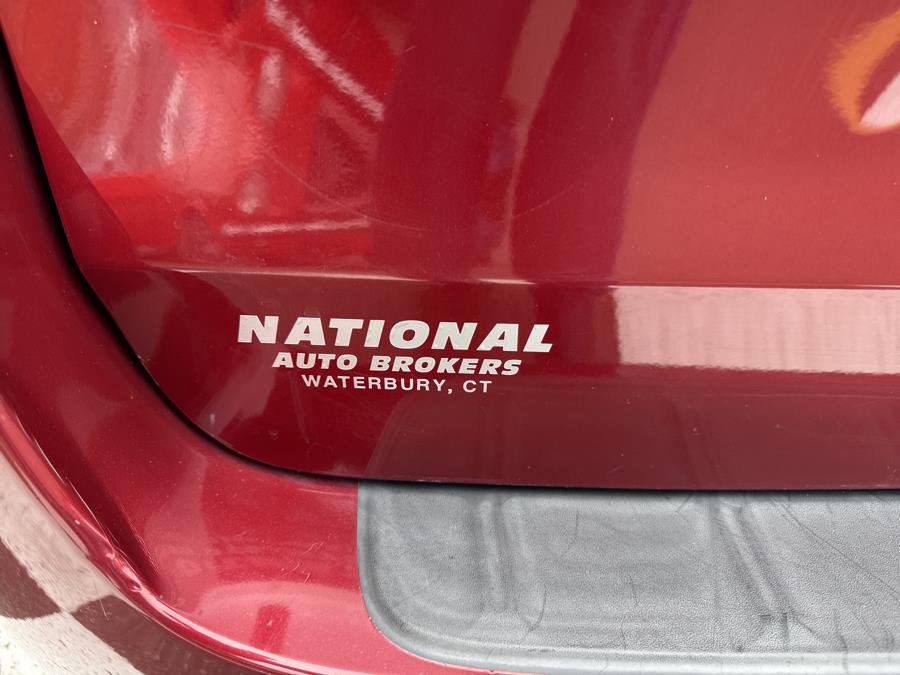 NATIONAL
AUTO BROKERS
WATERBURY, CT